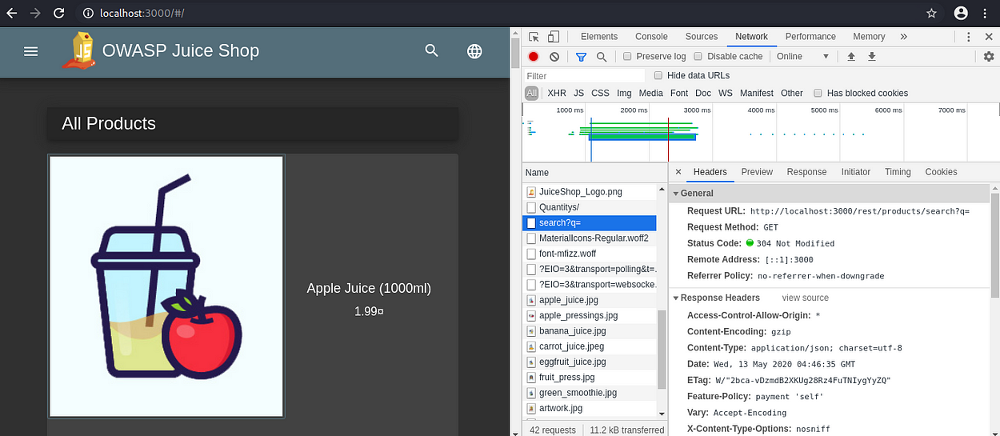 localhost:3000/#/
JS
OWASP Juice Shop
All Products
Apple Juice (1000ml)
1.99¤
Elements Console Sources Network Performance Memory »
Preserve log Disable cache Online
Filter Hide data URLs
All XHR JS CSS Img Media Font Doc WS Manifest Other Has blocked cookies
1000 ms 2000 ms 3000 ms 4000 ms 5000 ms 6000 ms 7000 ms
Name
JuiceShop_Logo.png
Quantitys/
search?q=
MaterialIcons-Regular.woff2
font-mfizz.woff
?EIO=3&transport=polling&t=...
?EIO=3&transport=websocke...
apple_juice.jpg
apple_pressings.jpg
banana_juice.jpg
carrot_juice.jpeg
eggfruit_juice.jpg
fruit_press.jpg
green_smoothie.jpg
artwork.jpg
42 requests 11.2 kB transferred
× Headers Preview Response Initiator Timing Cookies
General
Request URL: http://localhost:3000/rest/products/search?q=
Request Method: GET
Status Code: 304 Not Modified
Remote Address: [::1]:3000
Referrer Policy: no-referrer-when-downgrade
Response Headers view source
Access-Control-Allow-Origin: *
Content-Encoding: gzip
Content-Type: application/json; charset=utf-8
Date: Wed, 13 May 2020 04:46:35 GMT
ETag: W/"2bca-vDzmdB2XKUg28Rz4FuTNIygYyZQ"
Feature-Policy: payment 'self'
Vary: Accept-Encoding
X-Content-Type-Options: nosniff